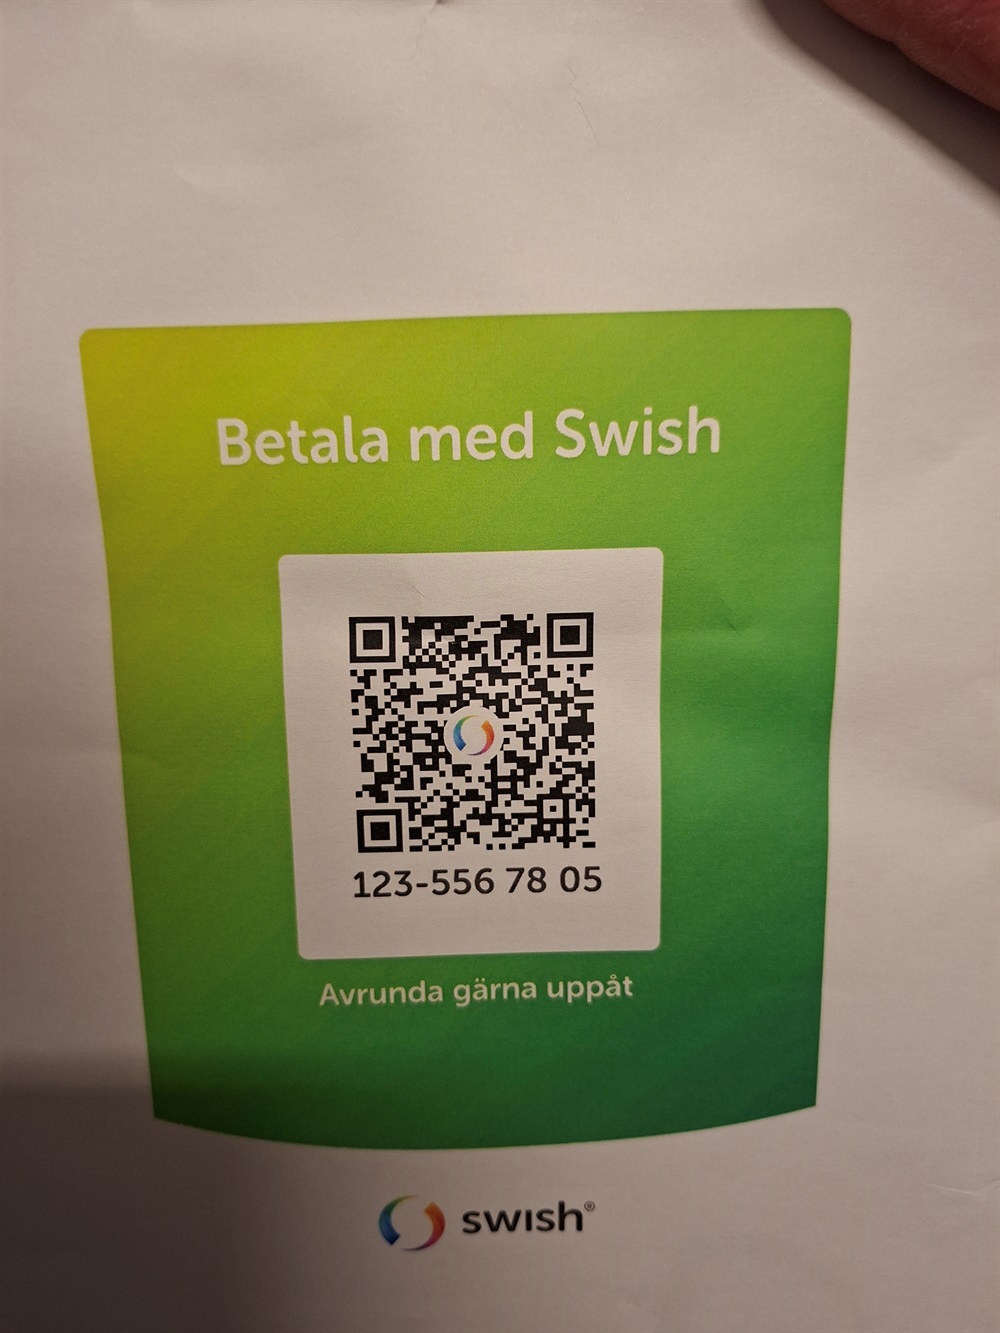 Betala med Swish
123-556 78 05
Avrunda gärna uppåt
swish®